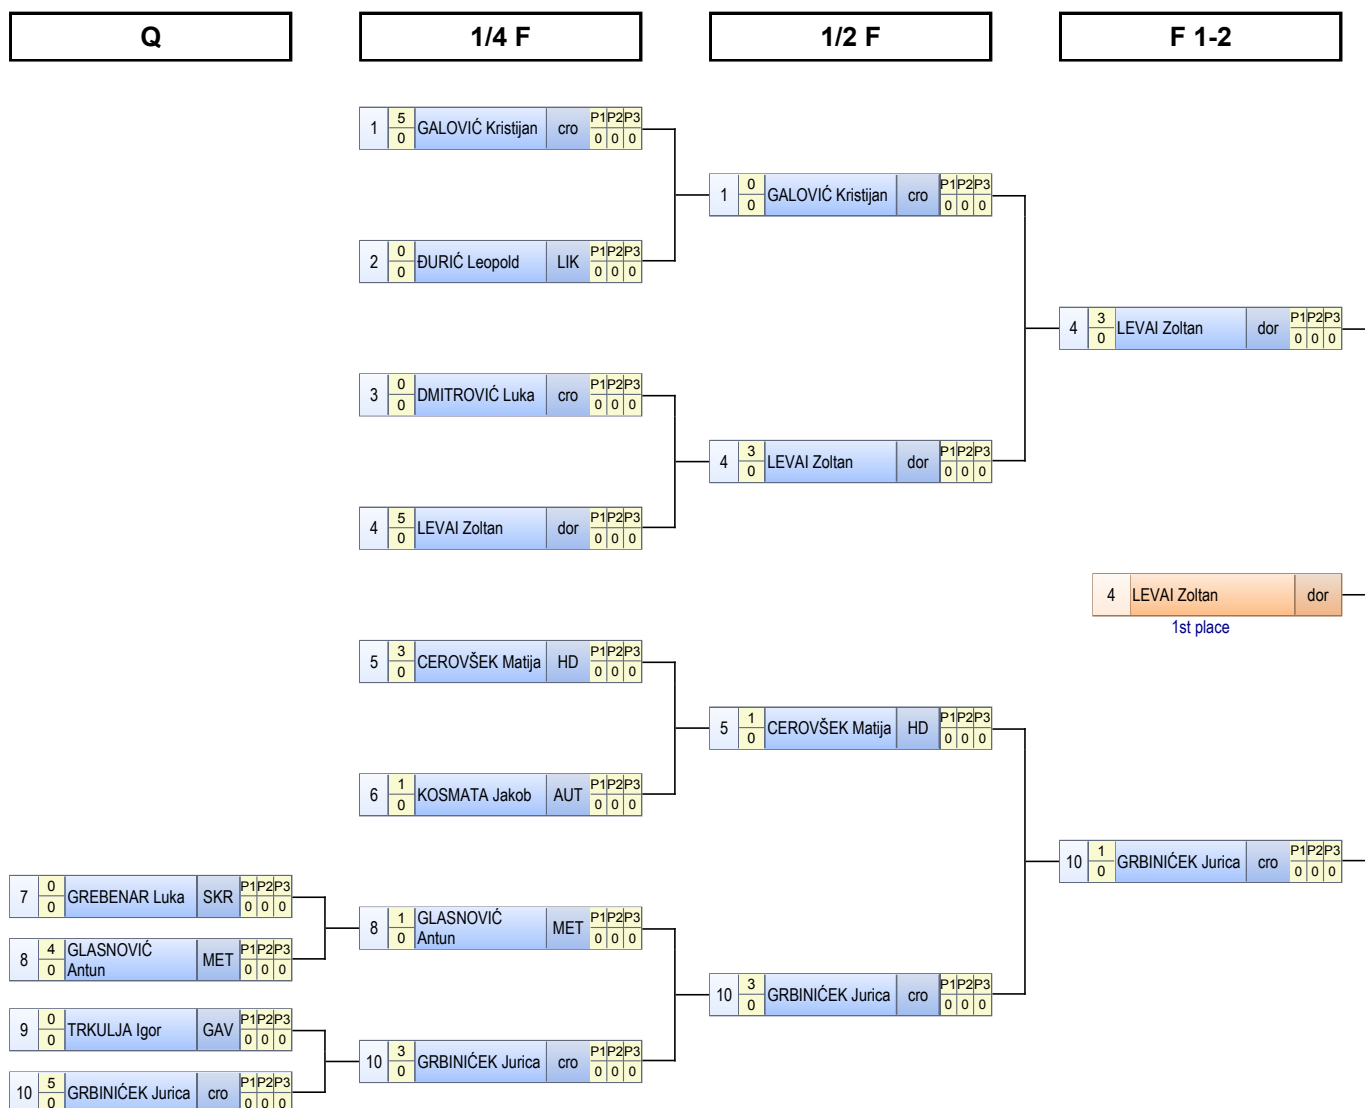 Q 1/4 F 1/2 F F 1-2
1 5 GALOVIĆ Kristijan cro P1 P2 P3
0 0 0 0
1 0 GALOVIĆ Kristijan cro P1 P2 P3
0 0 0 0
2 0 ĐURIĆ Leopold LIK P1 P2 P3
0 0 0 0
4 3 LEVAI Zoltan dor P1 P2 P3
0 0 0 0
3 0 DMITROVIĆ Luka cro P1 P2 P3
0 0 0 0
4 3 LEVAI Zoltan dor P1 P2 P3
0 0 0 0
4 5 LEVAI Zoltan dor P1 P2 P3
0 0 0 0
4 LEVAI Zoltan dor
1st place
5 3 CEROVŠEK Matija HD P1 P2 P3
0 0 0 0
5 1 CEROVŠEK Matija HD P1 P2 P3
0 0 0 0
6 1 KOSMATA Jakob AUT P1 P2 P3
0 0 0 0
10 1 GRBINIĆEK Jurica cro P1 P2 P3
0 0 0 0
7 0 GREBENAR Luka SKR P1 P2 P3
0 0 0 0
8 1 GLASNOVIĆ MET P1 P2 P3
0 Antun 0 0 0
8 4 GLASNOVIĆ MET P1 P2 P3
0 Antun 0 0 0
10 3 GRBINIĆEK Jurica cro P1 P2 P3
0 0 0 0
9 0 TRKULJA Igor GAV P1 P2 P3
0 0 0 0
10 3 GRBINIĆEK Jurica cro P1 P2 P3
0 0 0 0
10 5 GRBINIĆEK Jurica cro P1 P2 P3
0 0 0 0